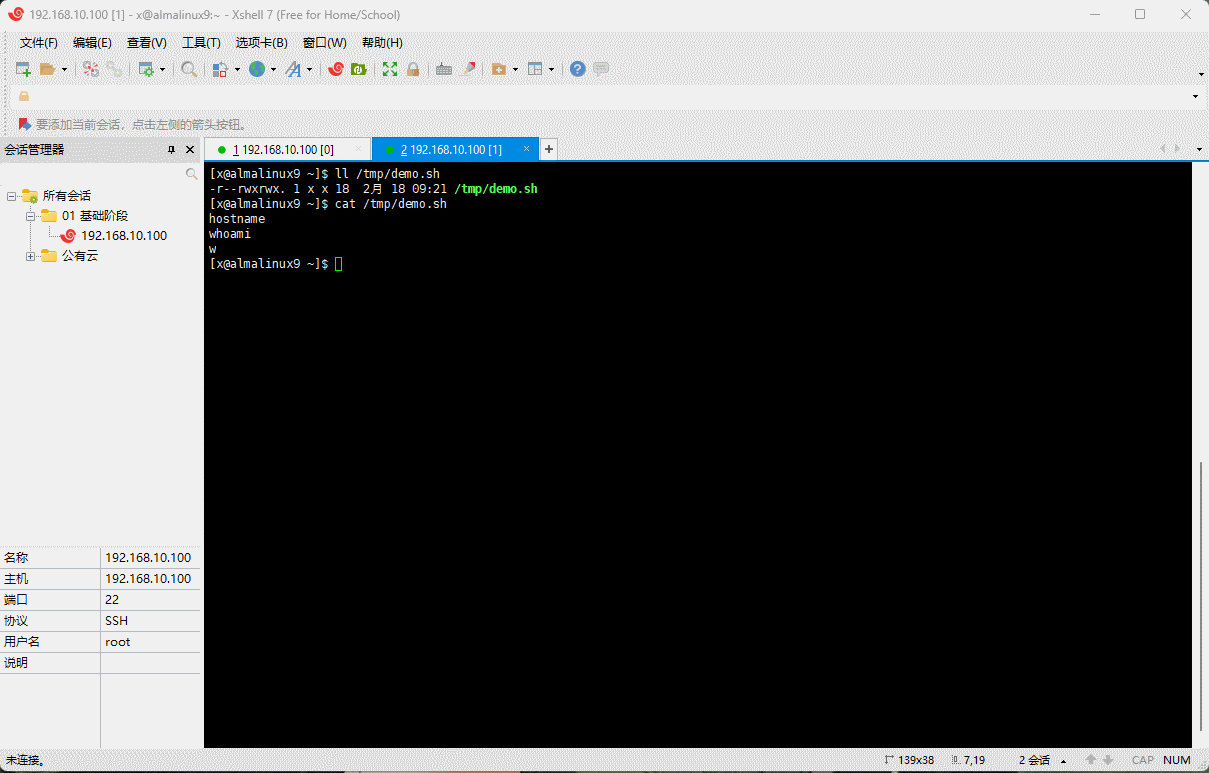 192.168.10.100 [1] - x@almalinux9:~ - Xshell 7 (Free for Home/School)
文件(F) 编辑(E) 查看(V) 工具(T) 选项卡(B) 窗口(W) 帮助(H)
要添加当前会话，点击左侧的箭头按钮。
会话管理器
1 192.168.10.100 [0]
2 192.168.10.100 [1]
所有会话
01 基础阶段
192.168.10.100
公有云
[x@almalinux9 ~]$ ll /tmp/demo.sh
-r--rwxrwx. 1 x x 18  2月 18 09:21 /tmp/demo.sh
[x@almalinux9 ~]$ cat /tmp/demo.sh
hostname
whoami
w
[x@almalinux9 ~]$
名称 192.168.10.100
主机 192.168.10.100
端口 22
协议 SSH
用户名 root
说明
未连接。 139x38 7,19 2 会话 CAP NUM